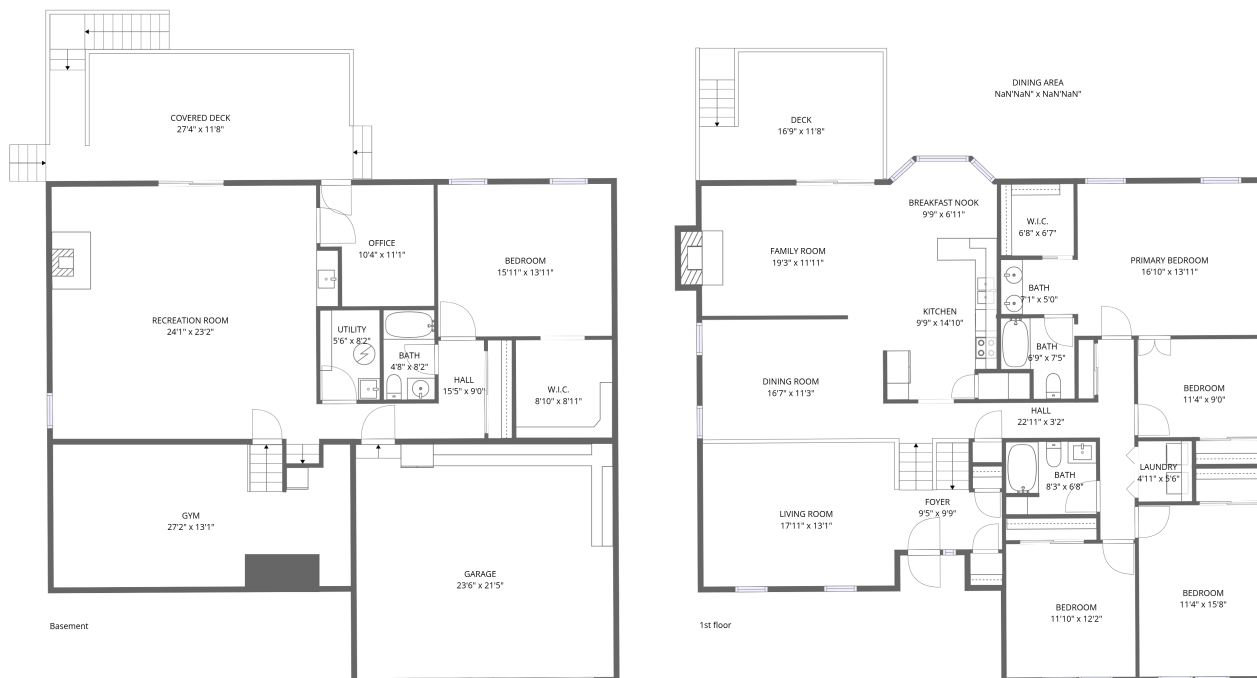 COVERED DECK
27'4" x 11'8"
OFFICE
10'4" x 11'1"
BEDROOM
15'11" x 13'11"
RECREATION ROOM
24'1" x 23'2"
UTILITY
5'6" x 8'2"
BATH
4'8" x 8'2"
HALL
15'5" x 9'0"
W.I.C.
8'10" x 8'11"
GYM
27'2" x 13'1"
GARAGE
23'6" x 21'5"
Basement
DINING AREA
NaN'NaN" x NaN'NaN"
DECK
16'9" x 11'8"
BREAKFAST NOOK
9'9" x 6'11"
W.I.C.
6'8" x 6'7"
FAMILY ROOM
19'3" x 11'11"
PRIMARY BEDROOM
16'10" x 13'11"
BATH
7'1" x 5'0"
KITCHEN
9'9" x 14'10"
BATH
6'9" x 7'5"
DINING ROOM
16'7" x 11'3"
BEDROOM
11'4" x 9'0"
HALL
22'11" x 3'2"
LAUNDRY
4'11" x 5'6"
BATH
8'3" x 6'8"
FOYER
9'5" x 9'9"
LIVING ROOM
17'11" x 13'1"
BEDROOM
11'4" x 15'8"
BEDROOM
11'10" x 12'2"
1st floor